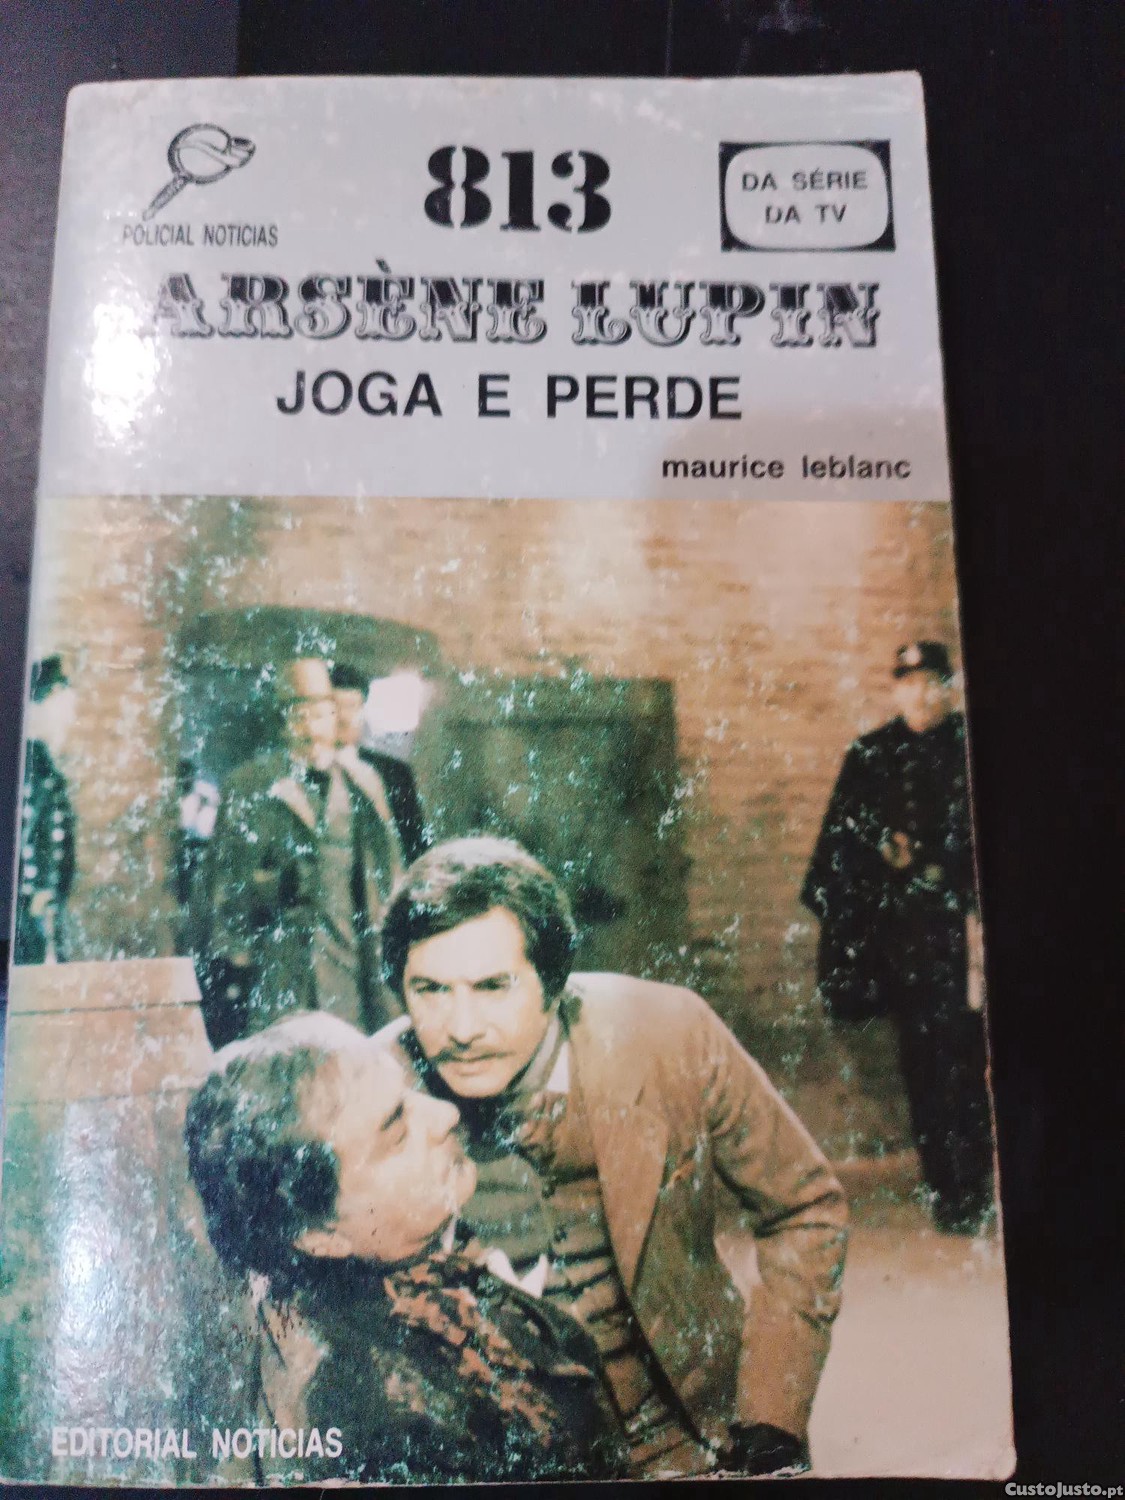 813
DA SÉRIE
DA TV
POLICIAL NOTICIAS
ARSÈNE LUPIN
JOGA E PERDE
maurice leblanc
EDITORIAL NOTICIAS
CustoJusto.pt